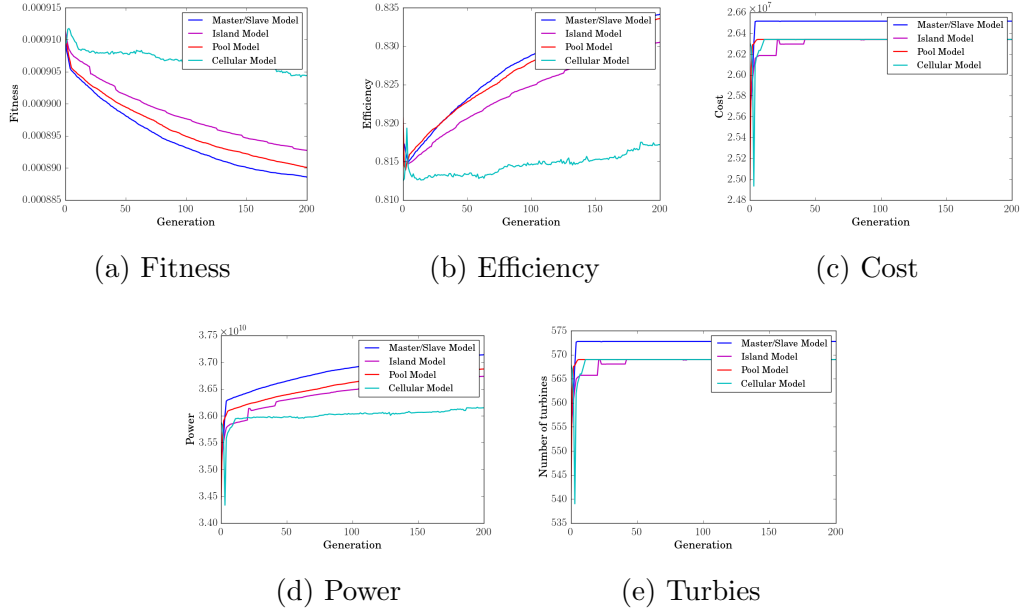 0.000915
0.000910
0.000905
0.000900
0.000895
0.000890
0.000885
Fitness
0 50 100 150 200
Generation
Master/Slave Model
Island Model
Pool Model
Cellular Model
(a) Fitness
0.835
0.830
0.825
0.820
0.815
0.810
Efficiency
0 50 100 150 200
Generation
Master/Slave Model
Island Model
Pool Model
Cellular Model
(b) Efficiency
2.66 ×10⁷
2.64
2.62
2.60
2.58
2.56
2.54
2.52
2.50
2.48
Cost
0 50 100 150 200
Generation
Master/Slave Model
Island Model
Pool Model
Cellular Model
(c) Cost
3.75 ×10¹⁰
3.70
3.65
3.60
3.55
3.50
3.45
3.40
Power
0 50 100 150 200
Generation
Master/Slave Model
Island Model
Pool Model
Cellular Model
(d) Power
575
570
565
560
555
550
545
540
535
Number of turbines
0 50 100 150 200
Generation
Master/Slave Model
Island Model
Pool Model
Cellular Model
(e) Turbies